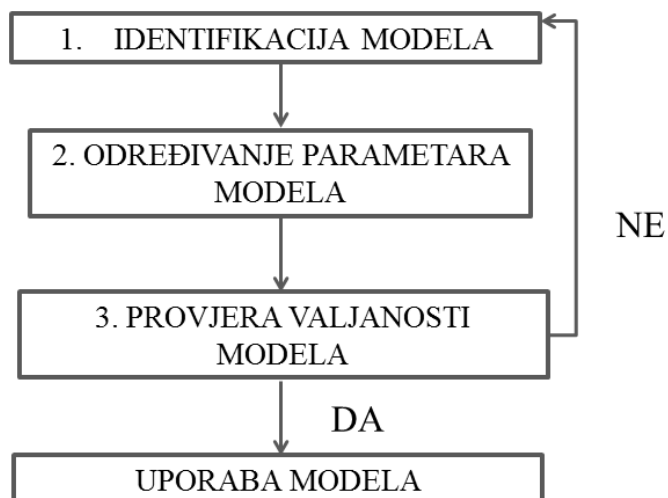 1. IDENTIFIKACIJA MODELA
2. ODREĐIVANJE PARAMETARA
MODELA
NE
3. PROVJERA VALJANOSTI
MODELA
DA
UPORABA MODELA